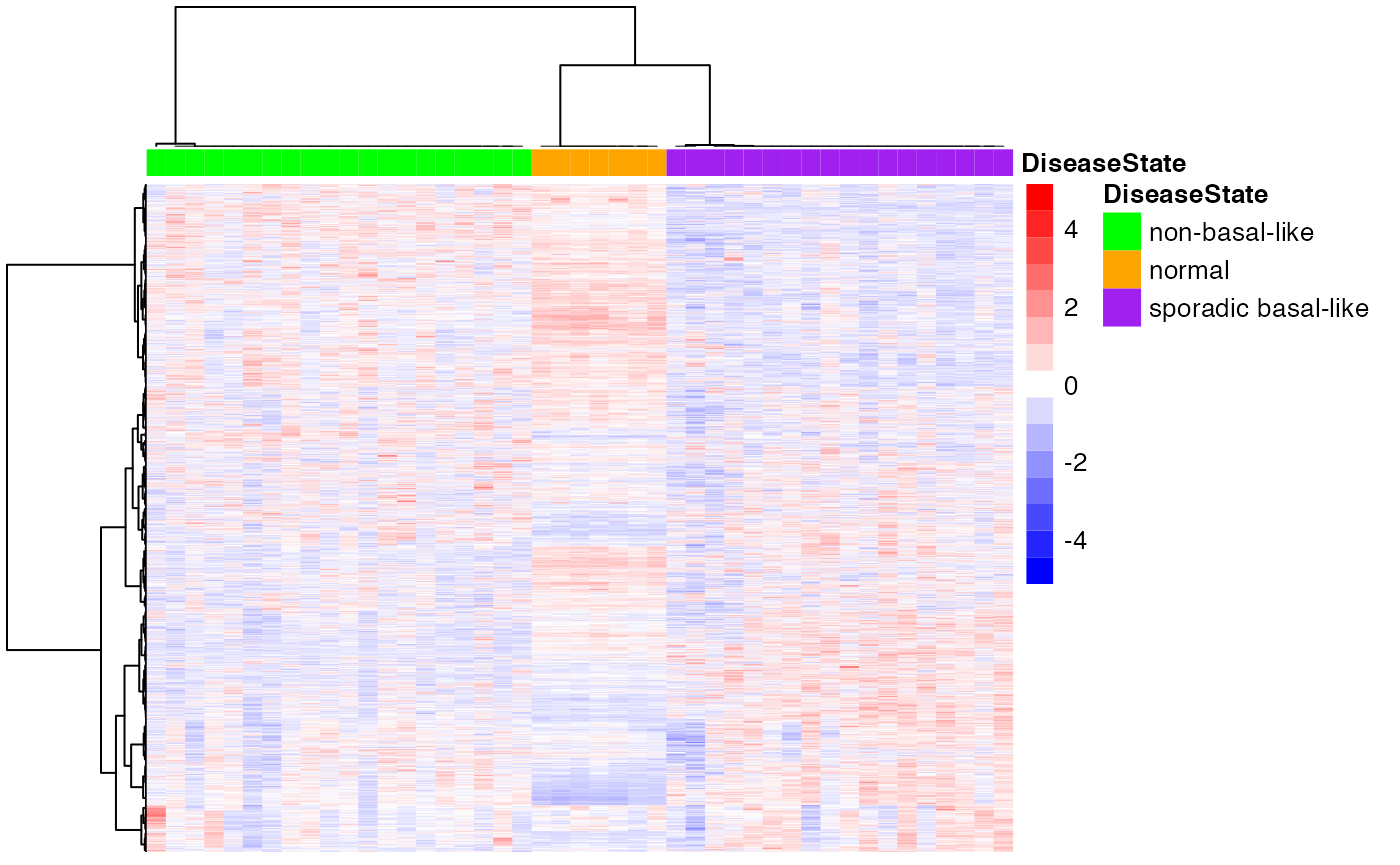 DiseaseState
DiseaseState
4
non-basal-like
normal
2
sporadic basal-like
0
-2
-4